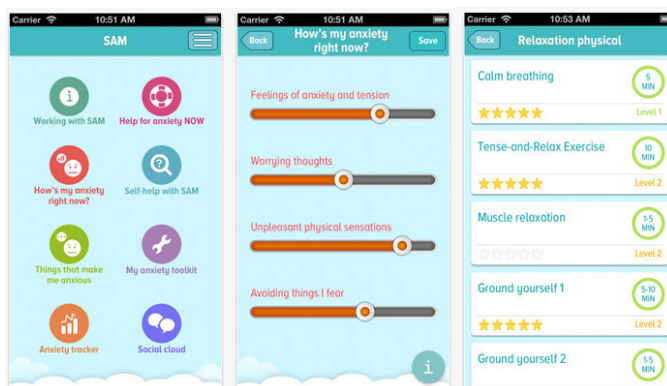 Carrier 10:51 AM
SAM
i
Working with SAM
Help for anxiety NOW
How's my anxiety
right now?
?
Self-help with SAM
Things that make
me anxious
My anxiety toolkit
Anxiety tracker
Social cloud
Carrier 10:51 AM
Back
How's my anxiety
right now?
Save
Feelings of anxiety and tension
Worrying thoughts
Unpleasant physical sensations
Avoiding things I fear
i
Carrier 10:53 AM
Back
Relaxation physical
Calm breathing
5
MIN
Level 1
Tense-and-Relax Exercise
10
MIN
Level 2
Muscle relaxation
1-5
MIN
Level 2
Ground yourself 1
5-10
MIN
Level 2
Ground yourself 2
1-5
MIN